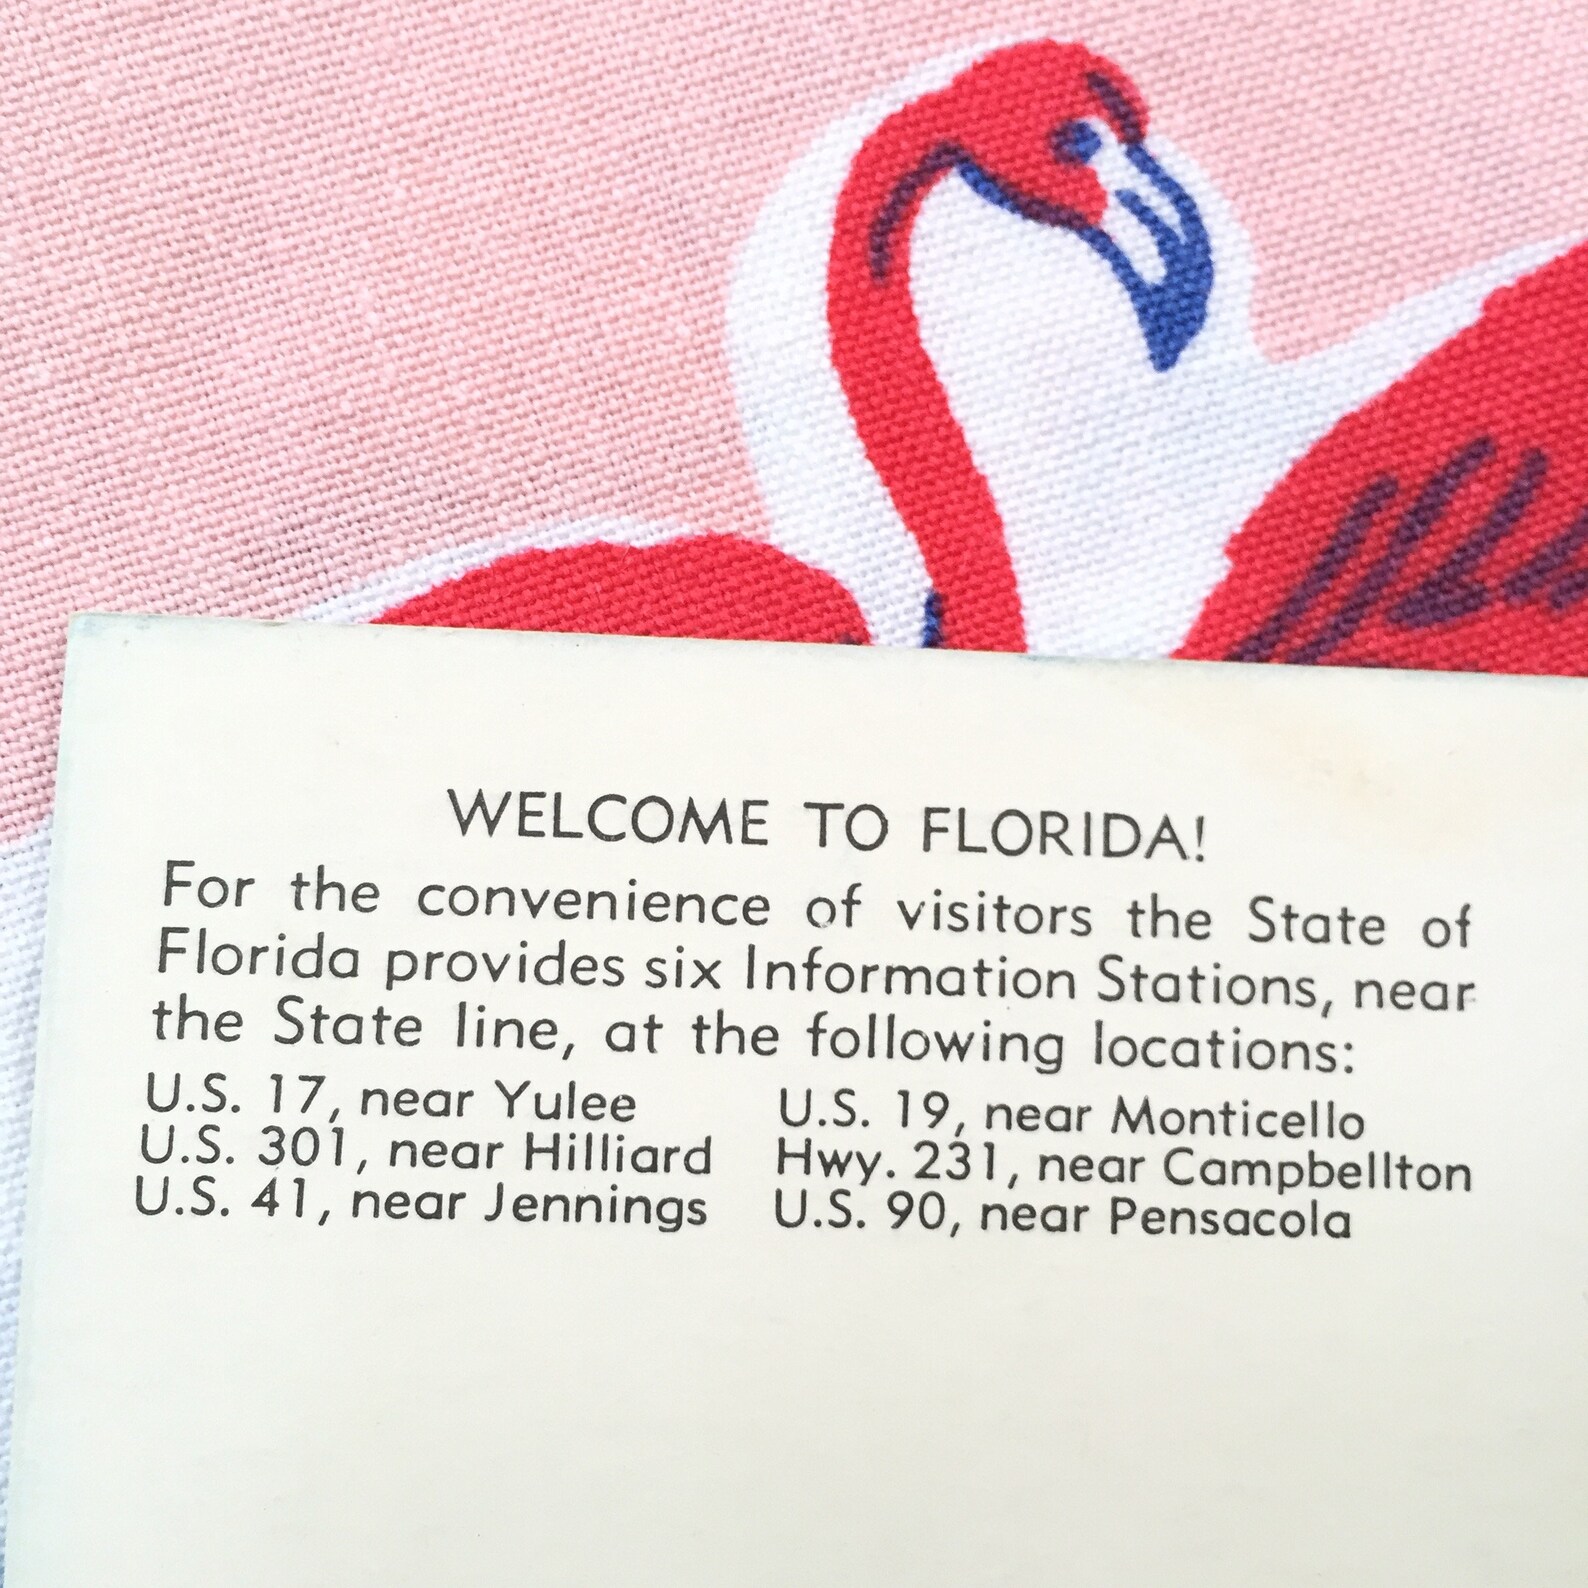 WELCOME TO FLORIDA!
For the convenience of visitors the State of
Florida provides six Information Stations, near
the State line, at the following locations:
U.S. 17, near Yulee
U.S. 301, near Hilliard
U.S. 41, near Jennings
U.S. 19, near Monticello
Hwy. 231, near Campbellton
U.S. 90, near Pensacola